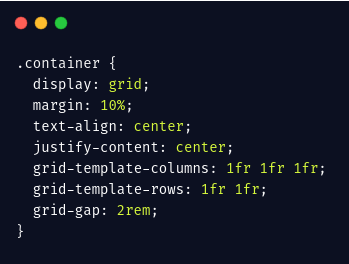 .container {
  display: grid;
  margin: 10%;
  text-align: center;
  justify-content: center;
  grid-template-columns: 1fr 1fr 1fr;
  grid-template-rows: 1fr 1fr;
  grid-gap: 2rem;
}